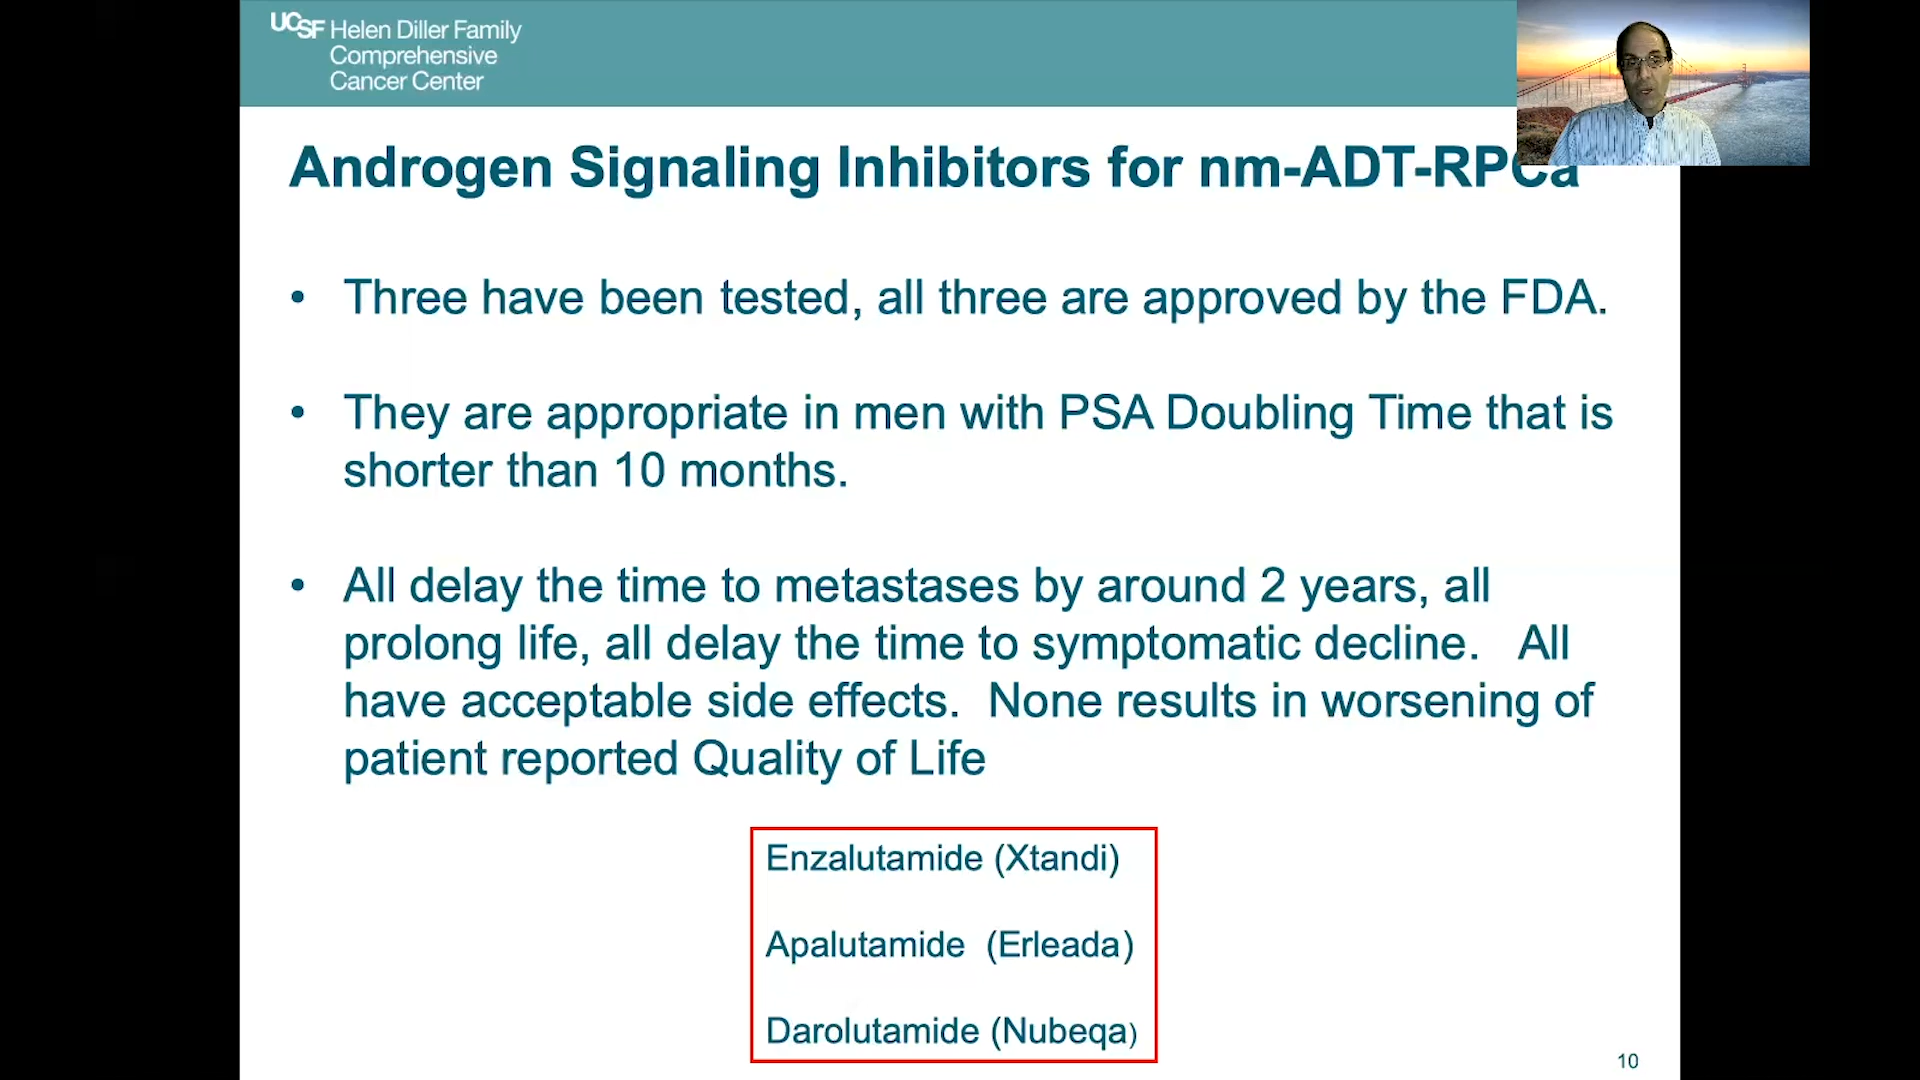 UCSF Helen Diller Family
Comprehensive
Cancer Center
Androgen Signaling Inhibitors for nm-ADT-RPCa
• Three have been tested, all three are approved by the FDA.
• They are appropriate in men with PSA Doubling Time that is
shorter than 10 months.
• All delay the time to metastases by around 2 years, all
prolong life, all delay the time to symptomatic decline. All
have acceptable side effects. None results in worsening of
patient reported Quality of Life
Enzalutamide (Xtandi)
Apalutamide (Erleada)
Darolutamide (Nubeqa)
10